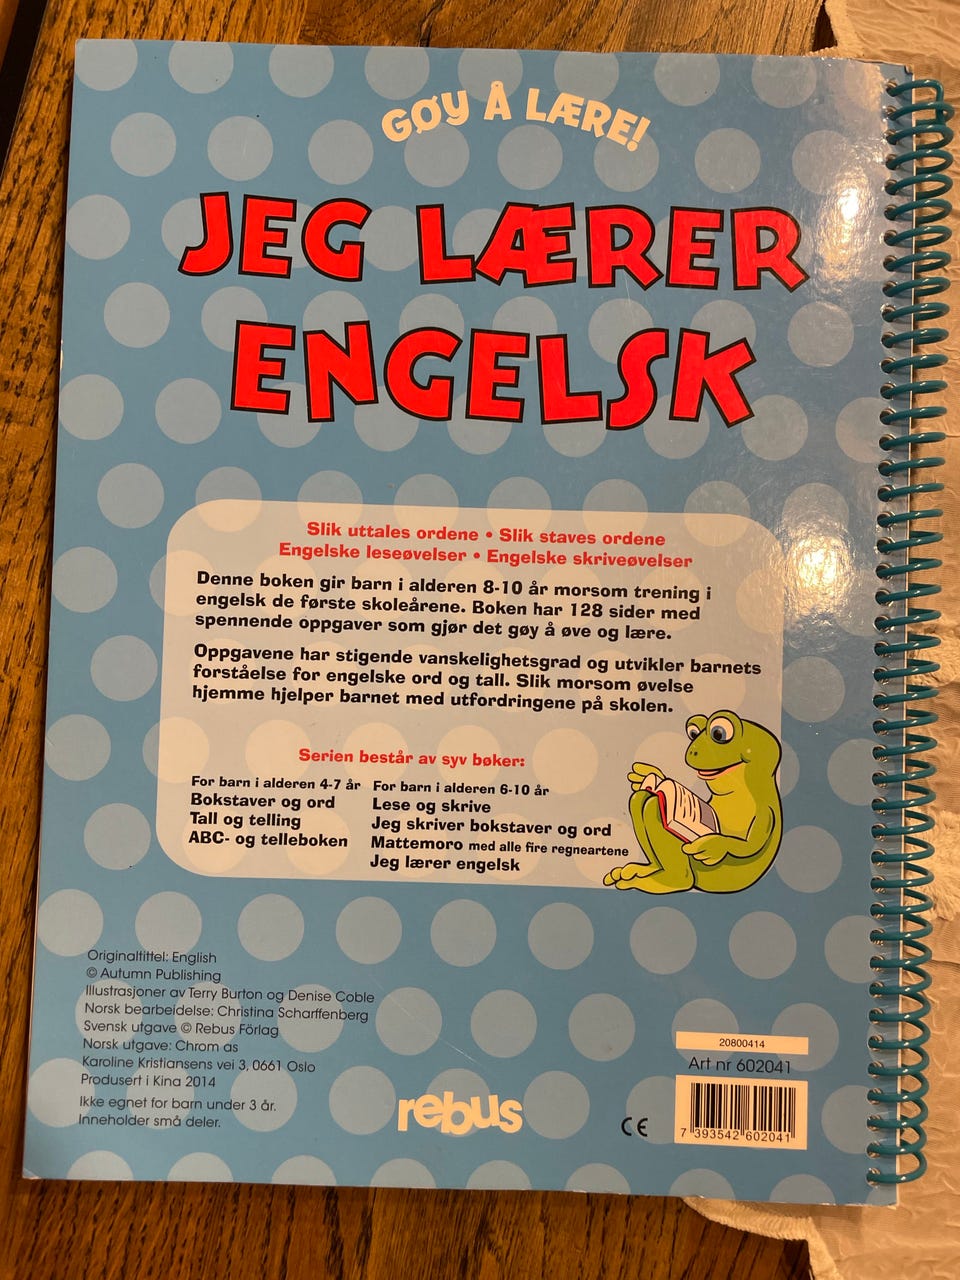 GØY Å LÆRE!
JEG LÆRER
ENGELSK
Slik uttales ordene • Slik staves ordene
Engelske leseøvelser • Engelske skriveøvelser
Denne boken gir barn i alderen 8-10 år morsom trening i
engelsk de første skoleårene. Boken har 128 sider med
spennende oppgaver som gjør det gøy å øve og lære.
Oppgavene har stigende vanskelighetsgrad og utvikler barnets
forståelse for engelske ord og tall. Slik morsom øvelse
hjemme hjelper barnet med utfordringene på skolen.
Serien består av syv bøker:
For barn i alderen 4-7 år
Bokstaver og ord
Tall og telling
ABC- og telleboken
For barn i alderen 6-10 år
Lese og skrive
Jeg skriver bokstaver og ord
Mattemoro med alle fire regneartene
Jeg lærer engelsk
Originaltittel: English
© Autumn Publishing
Illustrasjoner av Terry Burton og Denise Coble
Norsk bearbeidelse: Christina Scharffenberg
Svensk utgave © Rebus Förlag
Norsk utgave: Chrom as
Karoline Kristiansens vei 3, 0661 Oslo
Produsert i Kina 2014
Ikke egnet for barn under 3 år.
Inneholder små deler.
rebus
CE
20800414
Art nr 602041
7 393542 602041